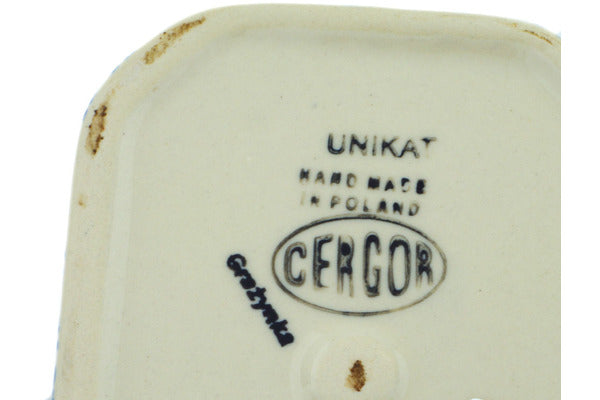 UNIKAT
HAND MADE
IN POLAND
CERGOR
Grażynka